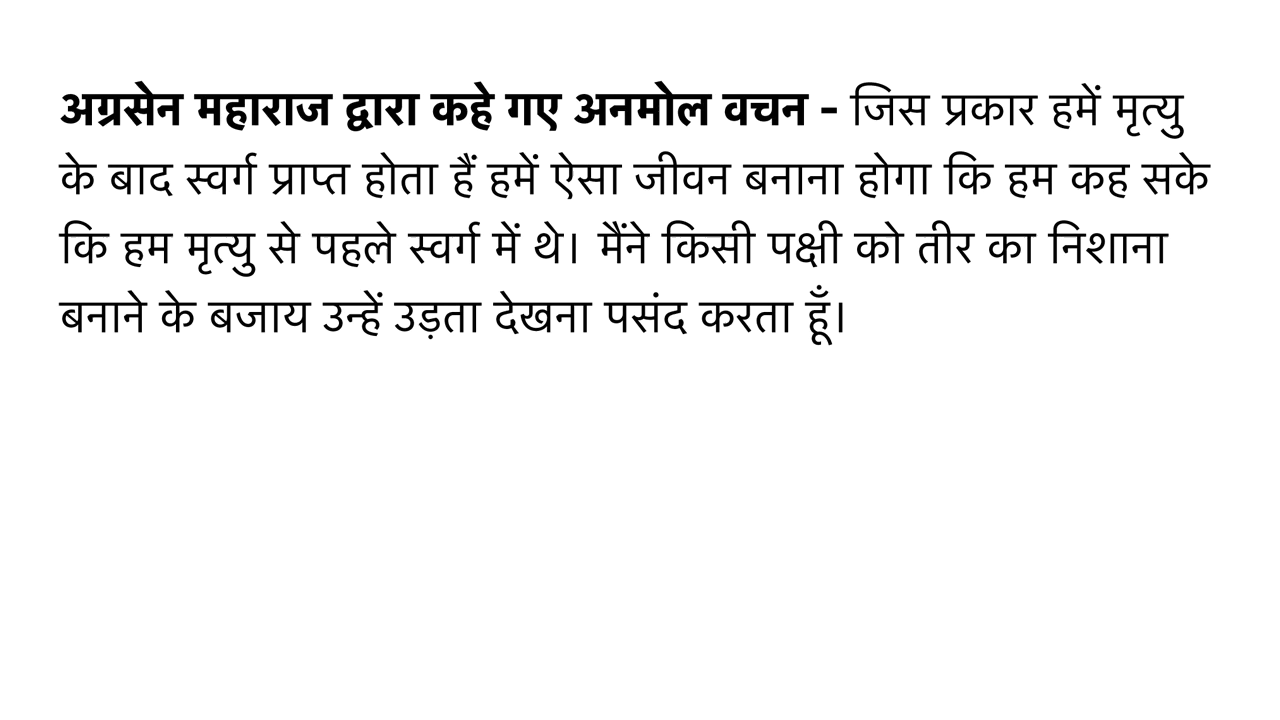 अग्रसेन महाराज द्वारा कहे गए अनमोल वचन - जिस प्रकार हमें मृत्यु
के बाद स्वर्ग प्राप्त होता हैं हमें ऐसा जीवन बनाना होगा कि हम कह सके
कि हम मृत्यु से पहले स्वर्ग में थे। मैंने किसी पक्षी को तीर का निशाना
बनाने के बजाय उन्हें उड़ता देखना पसंद करता हूँ।